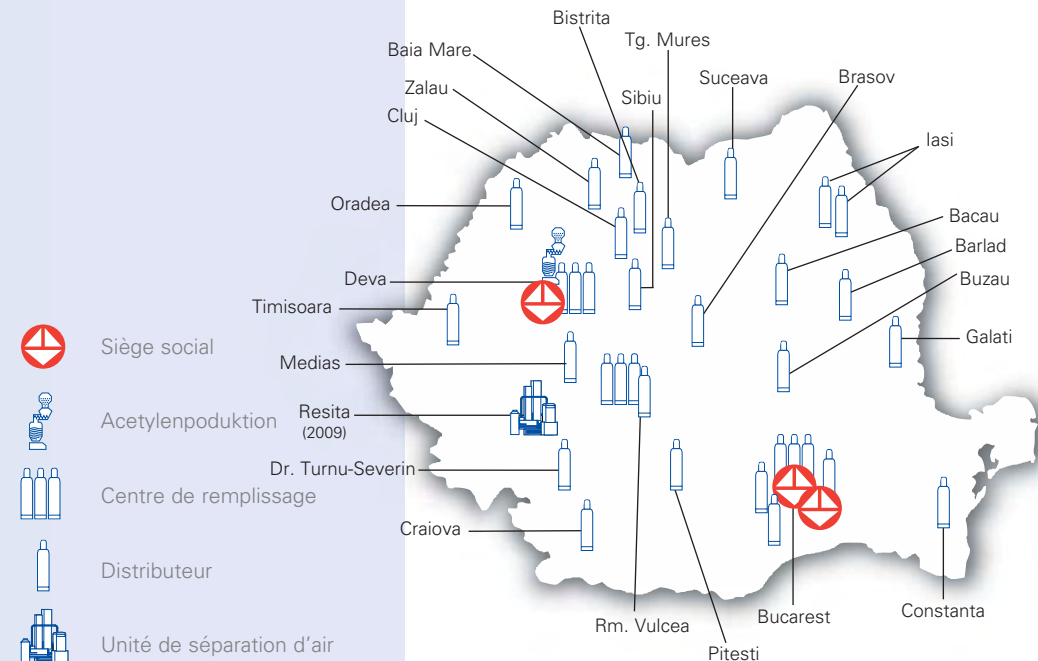 Bistrita
Tg. Mures
Baia Mare
Suceava
Brasov
Zalau
Sibiu
Cluj
Iasi
Oradea
Bacau
Barlad
Deva
Buzau
Timisoara
Galati
Siège social
Medias
Resita
(2009)
Acetylenpoduktion
Dr. Turnu-Severin
Centre de remplissage
Craiova
Distributeur
Constanta
Bucarest
Rm. Vulcea
Unité de séparation d'air
Pitesti